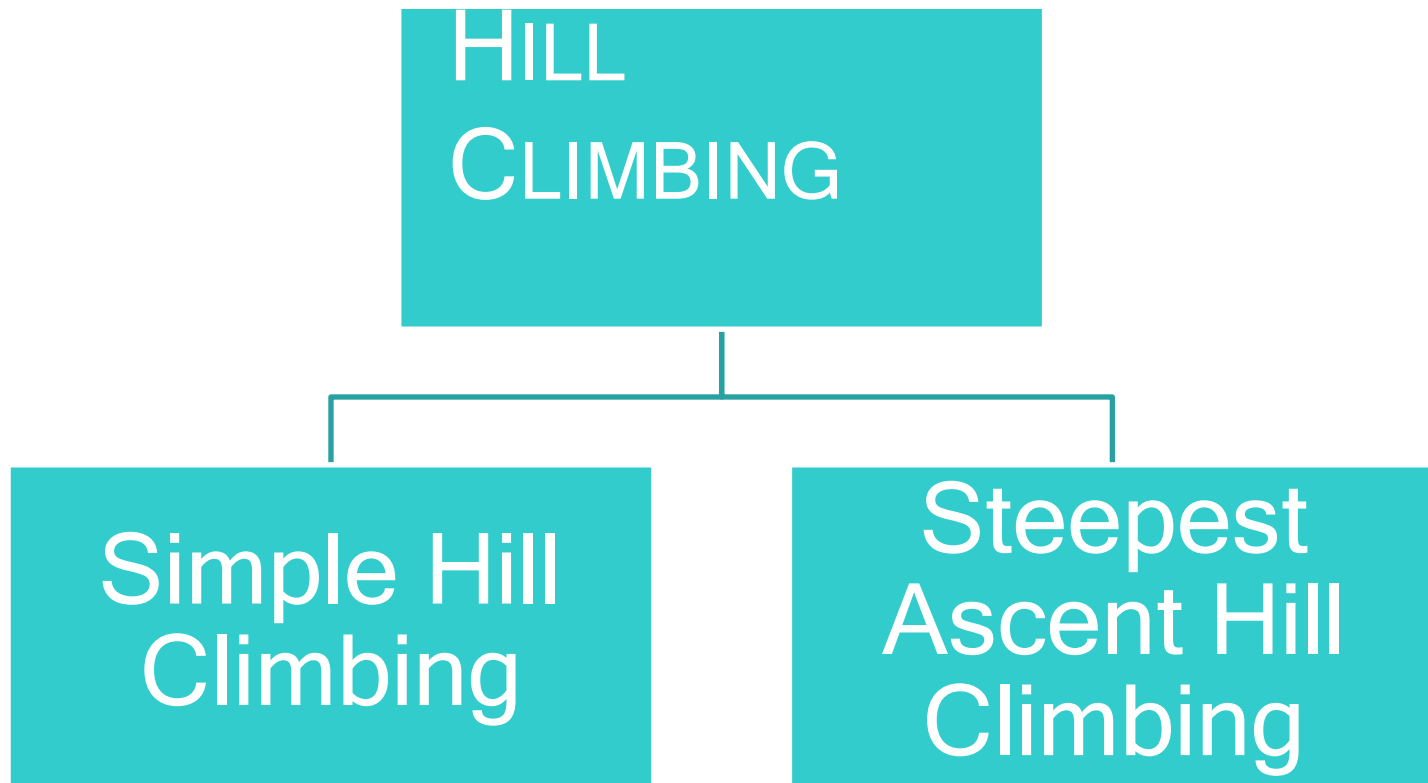 HILL
CLIMBING
Simple Hill
Climbing
Steepest
Ascent Hill
Climbing